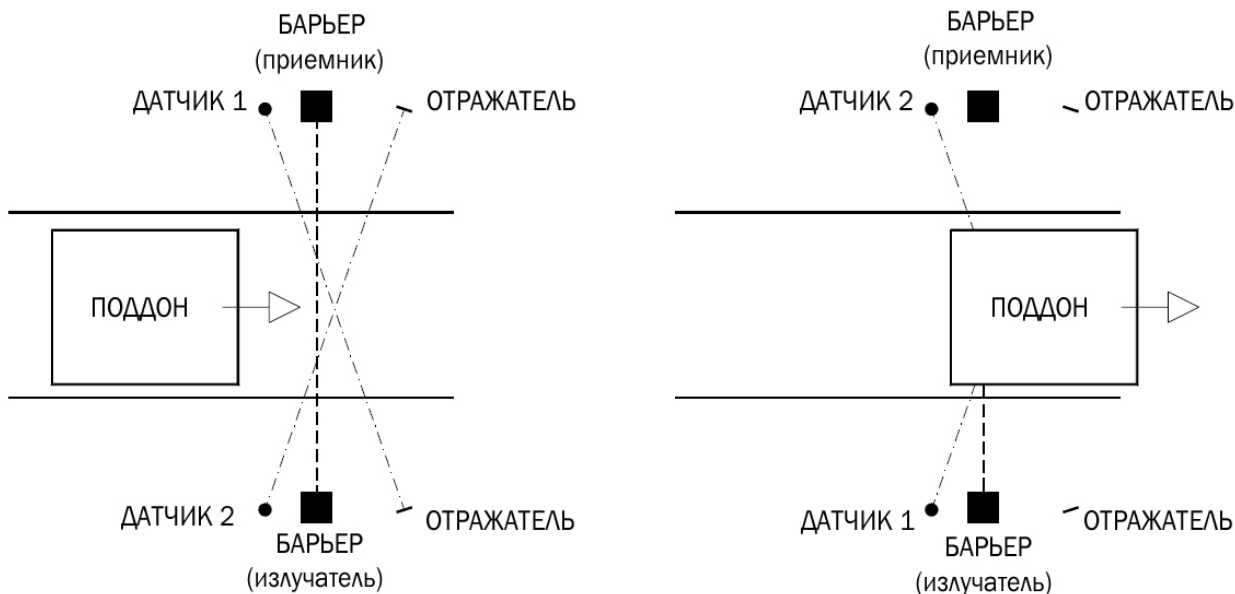 БАРЬЕР
(приемник)
ДАТЧИК 1
ОТРАЖАТЕЛЬ
ПОДДОН
ДАТЧИК 2
ОТРАЖАТЕЛЬ
БАРЬЕР
(излучатель)
БАРЬЕР
(приемник)
ДАТЧИК 2
ОТРАЖАТЕЛЬ
ПОДДОН
ДАТЧИК 1
ОТРАЖАТЕЛЬ
БАРЬЕР
(излучатель)